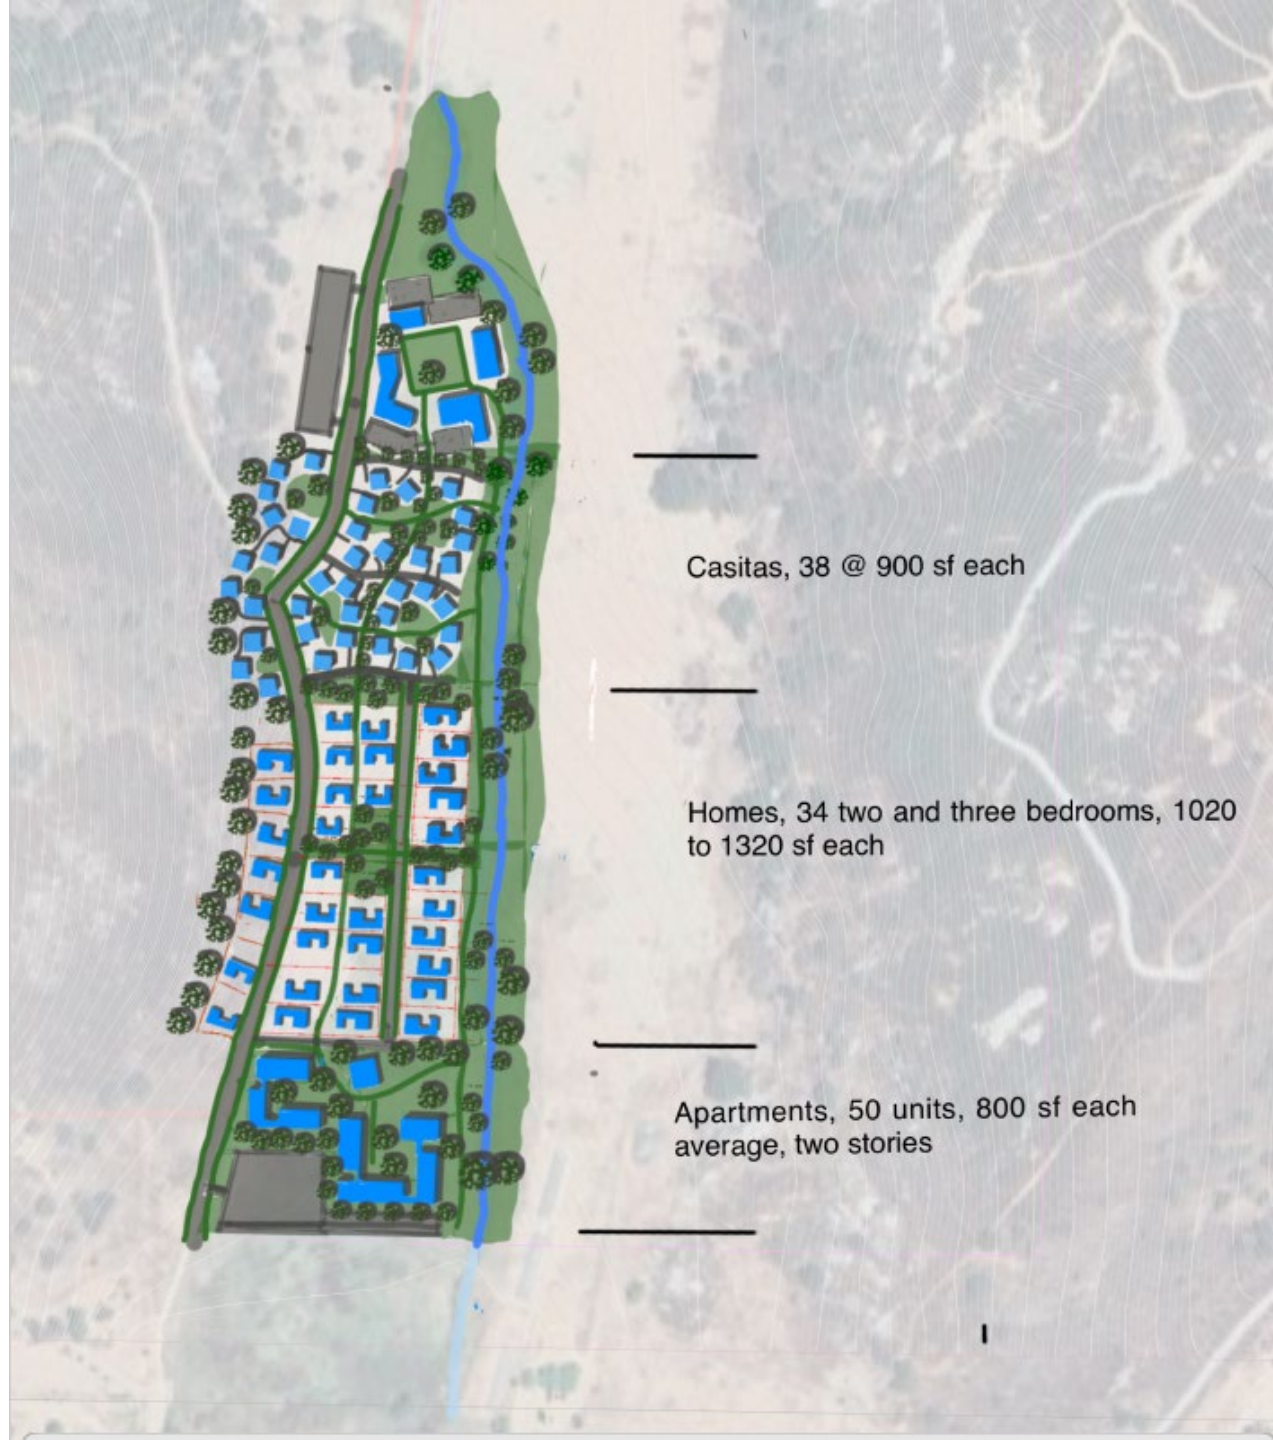 Casitas, 38 @ 900 sf each
Homes, 34 two and three bedrooms, 1020
to 1320 sf each
Apartments, 50 units, 800 sf each
average, two stories